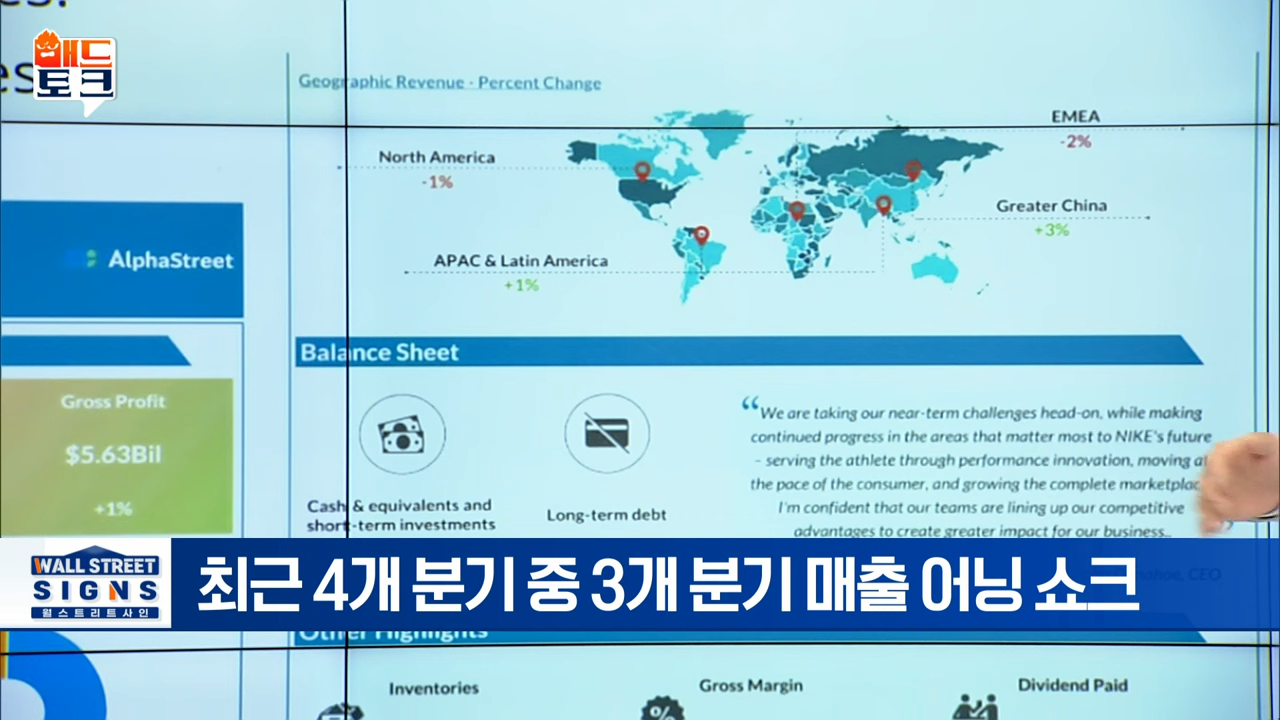 es.
매드
토크
Geographic Revenue - Percent Change
EMEA
-2%
North America
-1%
Greater China
+3%
APAC & Latin America
+1%
AlphaStreet
Balance Sheet
Gross Profit
$5.63Bil
+1%
Cash & equivalents and
short-term investments
Long-term debt
“We are taking our near-term challenges head-on, while making
continued progress in the areas that matter most to NIKE's future
– serving the athlete through performance innovation, moving at
the pace of the consumer, and growing the complete marketplac
I'm confident that our teams are lining up our competitive
advantages to create greater impact for our business..
CEO
WALL STREET
SIGNS
월스트리트사인
최근 4개 분기 중 3개 분기 매출 어닝 쇼크
Other Highlights
Inventories
Gross Margin
Dividend Paid
%